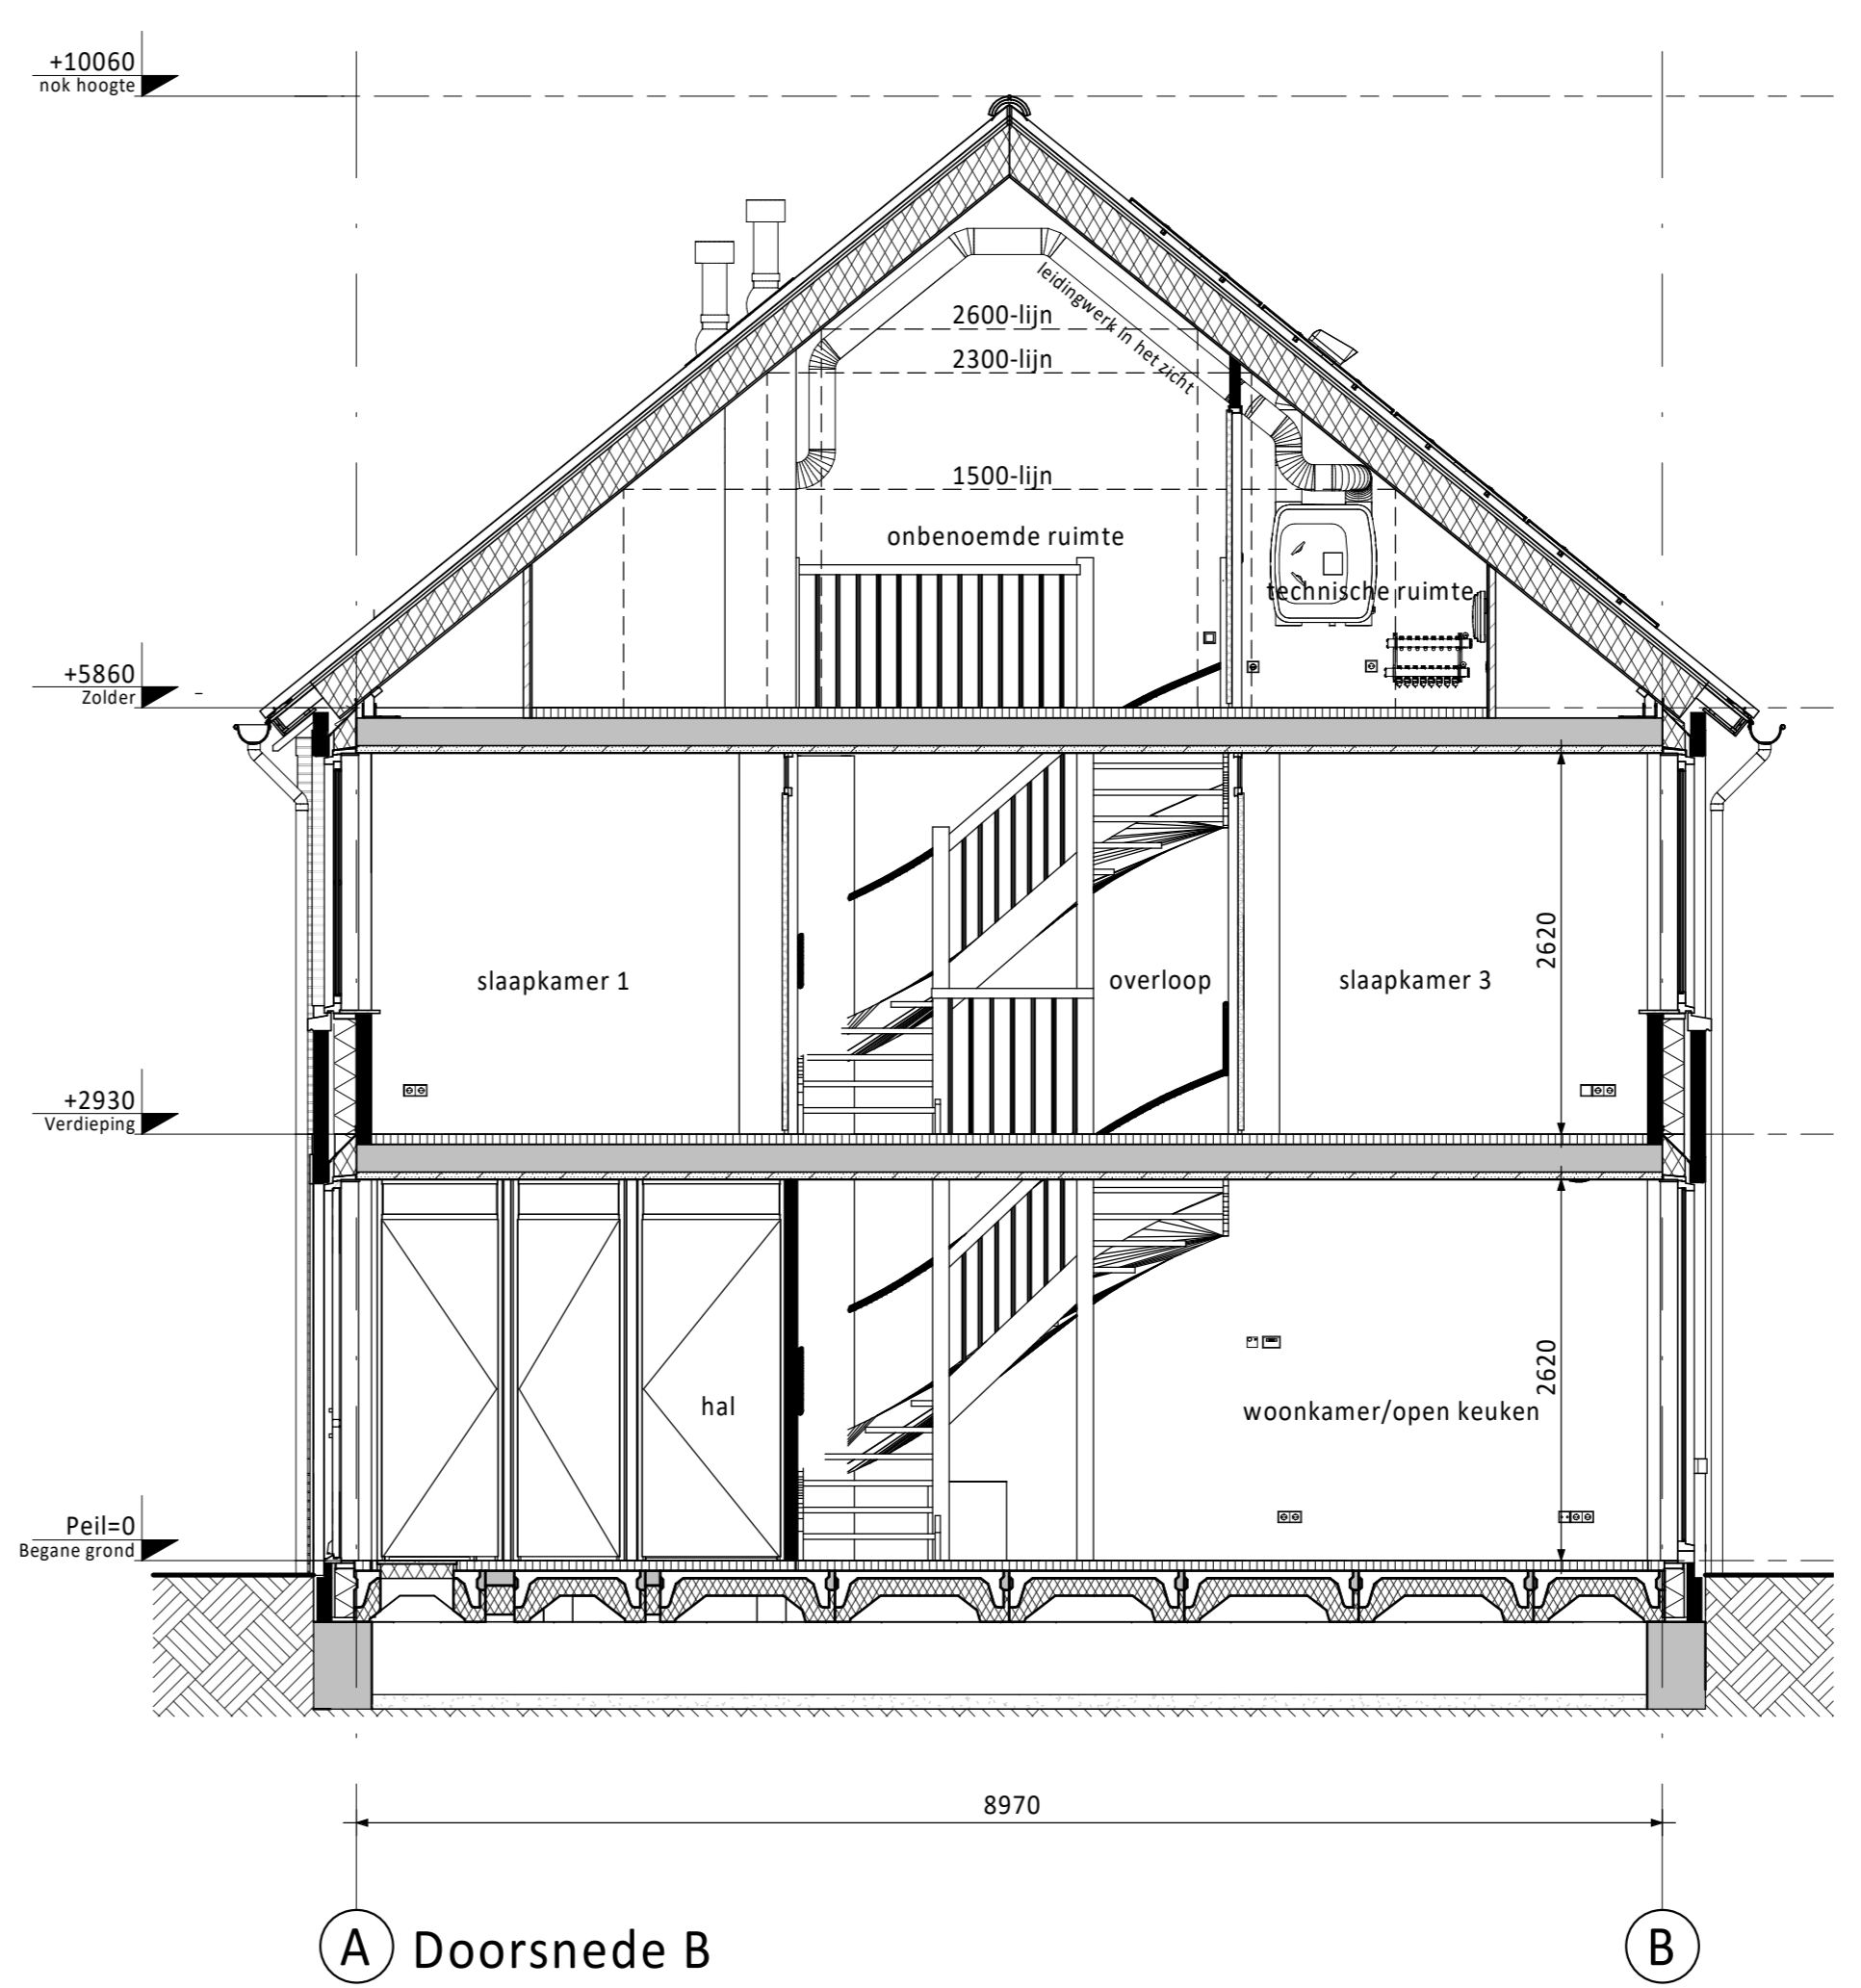 +10060
nok hoogte
leidingwerk in het zicht
2600-lijn
2300-lijn
1500-lijn
onbenoemde ruimte
technische ruimte
+5860
Zolder
slaapkamer 1
overloop
slaapkamer 3
2620
+2930
Verdieping
hal
woonkamer/open keuken
2620
Peil=0
Begane grond
8970
A Doorsnede B
B